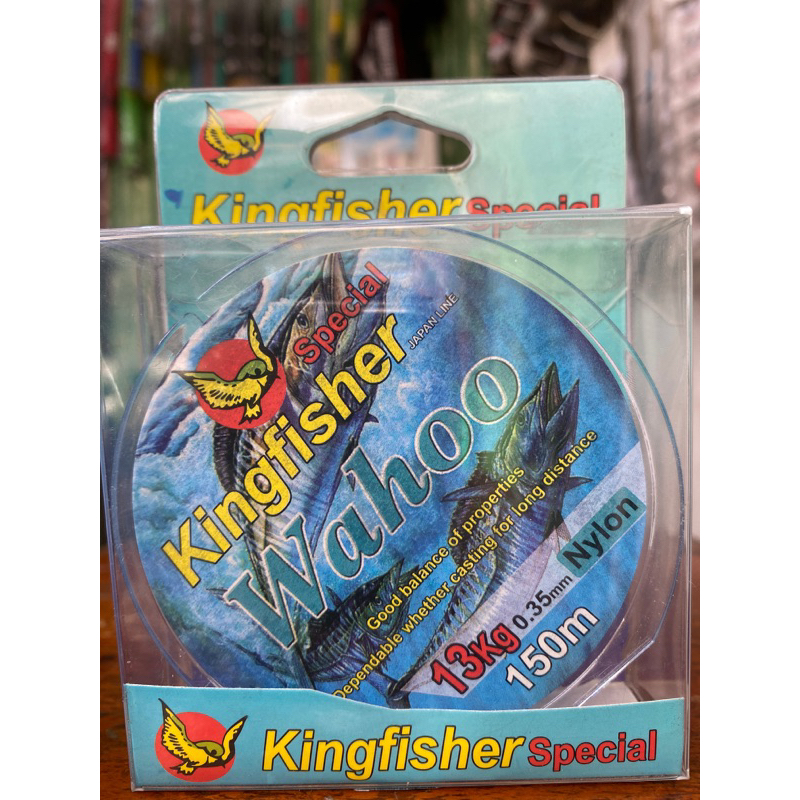 Kingfisher Special
Special
Kingfisher
JAPAN LINE
Wahoo
Good balance of properties
Dependable whether casting for long distance
13Kg 0.35mm Nylon
150m
Kingfisher Special